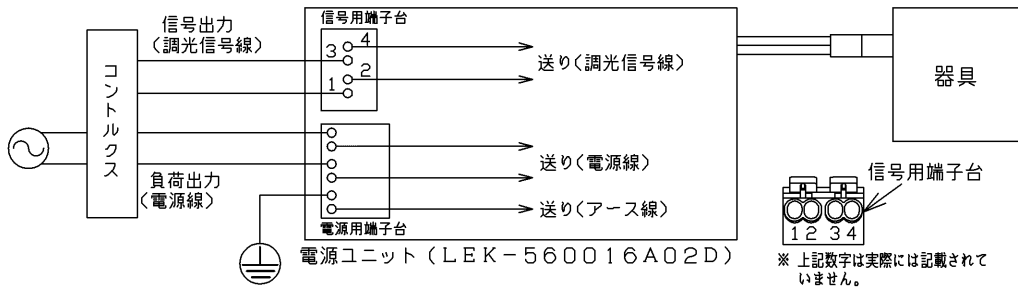 信号出力
(調光信号線)
コントルクス
負荷出力
(電源線)
信号用端子台
4
3
2
1
送り(調光信号線)
送り(電源線)
送り(アース線)
電源用端子台
電源ユニット(LEK-560016A02D)
器具
信号用端子台
1 2 3 4
※ 上記数字は実際には記載されて
いません。